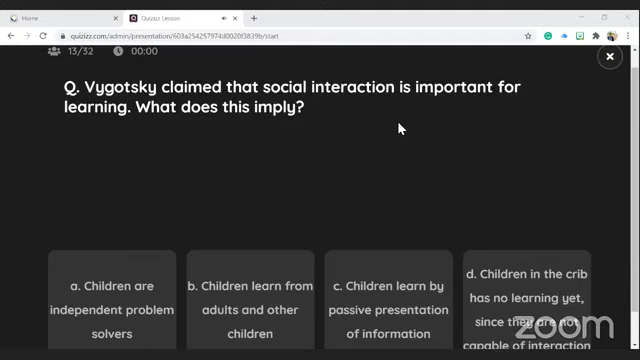 Home
Quizizz Lesson
quizizz.com/admin/presentation/603a254257974d0020f3839b/start
13/32 00:00
Q. Vygotsky claimed that social interaction is important for
learning. What does this imply?
a. Children are
independent problem
solvers
b. Children learn from
adults and other
children
c. Children learn by
passive presentation
of information
d. Children in the crib
has no learning yet,
since they are not
capable of interaction
zoom